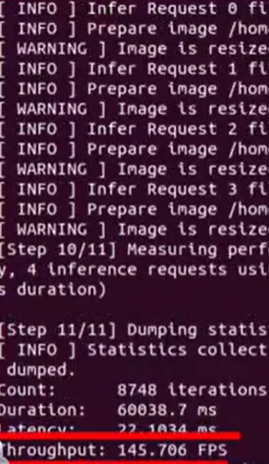 [ INFO ] Infer Request 0 fi
[ INFO ] Prepare image /hom
[ WARNING ] Image is resize
[ INFO ] Infer Request 1 fi
[ INFO ] Prepare image /hom
[ WARNING ] Image is resize
[ INFO ] Infer Request 2 fi
[ INFO ] Prepare image /hom
[ WARNING ] Image is resize
[ INFO ] Infer Request 3 fi
[ INFO ] Prepare image /hom
[ WARNING ] Image is resize
[Step 10/11] Measuring perf
y, 4 inference requests usi
s duration)
[Step 11/11] Dumping statis
[ INFO ] Statistics collect
dumped.
Count: 8748 iterations
Duration: 60038.7 ms
Latency: 22.1034 ms
Throughput: 145.706 FPS